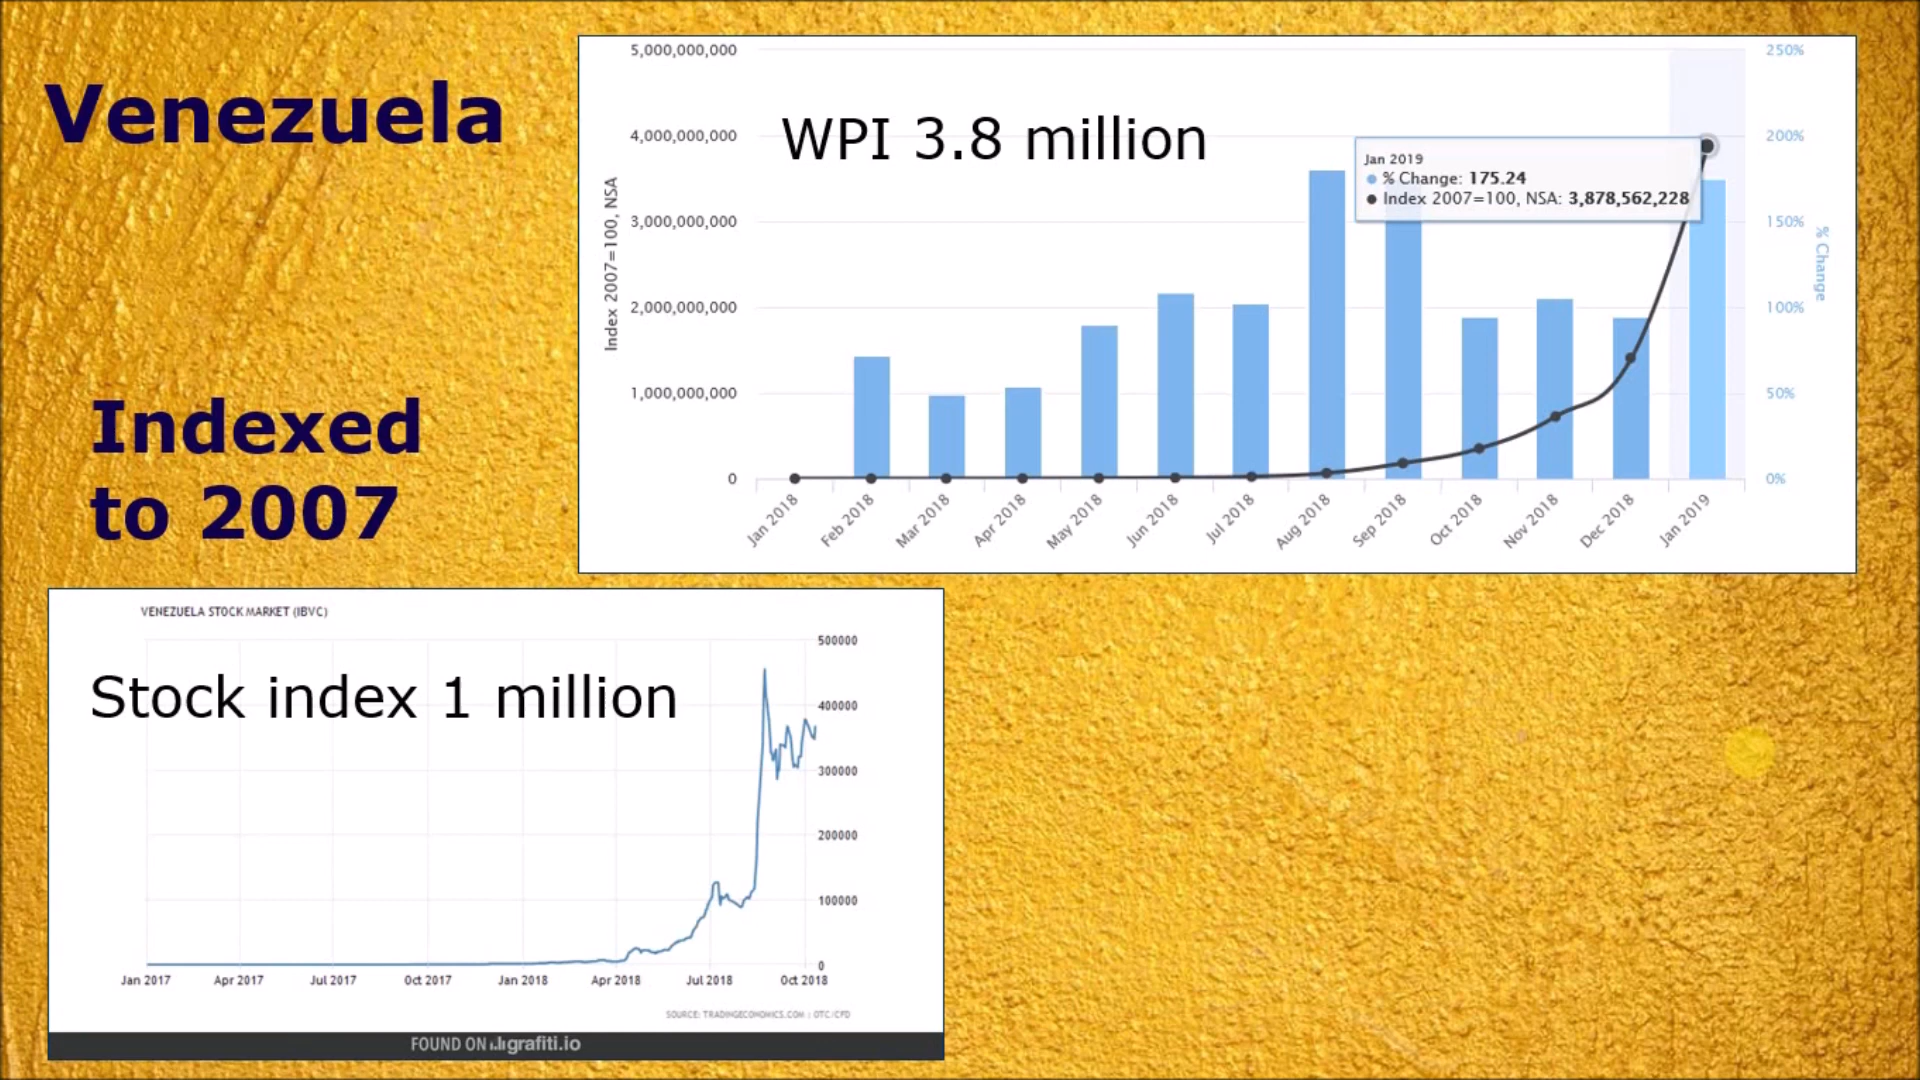 Venezuela
Indexed
to 2007
5,000,000,000
4,000,000,000
3,000,000,000
2,000,000,000
1,000,000,000
0
Index 2007=100, NSA
WPI 3.8 million
Jan 2019
% Change: 175.24
Index 2007=100, NSA: 3,878,562,228
250%
200%
150%
100%
50%
0%
% Change
Jan 2018
Feb 2018
Mar 2018
Apr 2018
May 2018
Jun 2018
Jul 2018
Aug 2018
Sep 2018
Oct 2018
Nov 2018
Dec 2018
Jan 2019
VENEZUELA STOCK MARKET (IBVC)
Stock index 1 million
500000
400000
300000
200000
100000
0
Jan 2017
Apr 2017
Jul 2017
Oct 2017
Jan 2018
Apr 2018
Jul 2018
Oct 2018
SOURCE: TRADINGECONOMICS.COM | OTC/CFD
FOUND ON grafiti.io